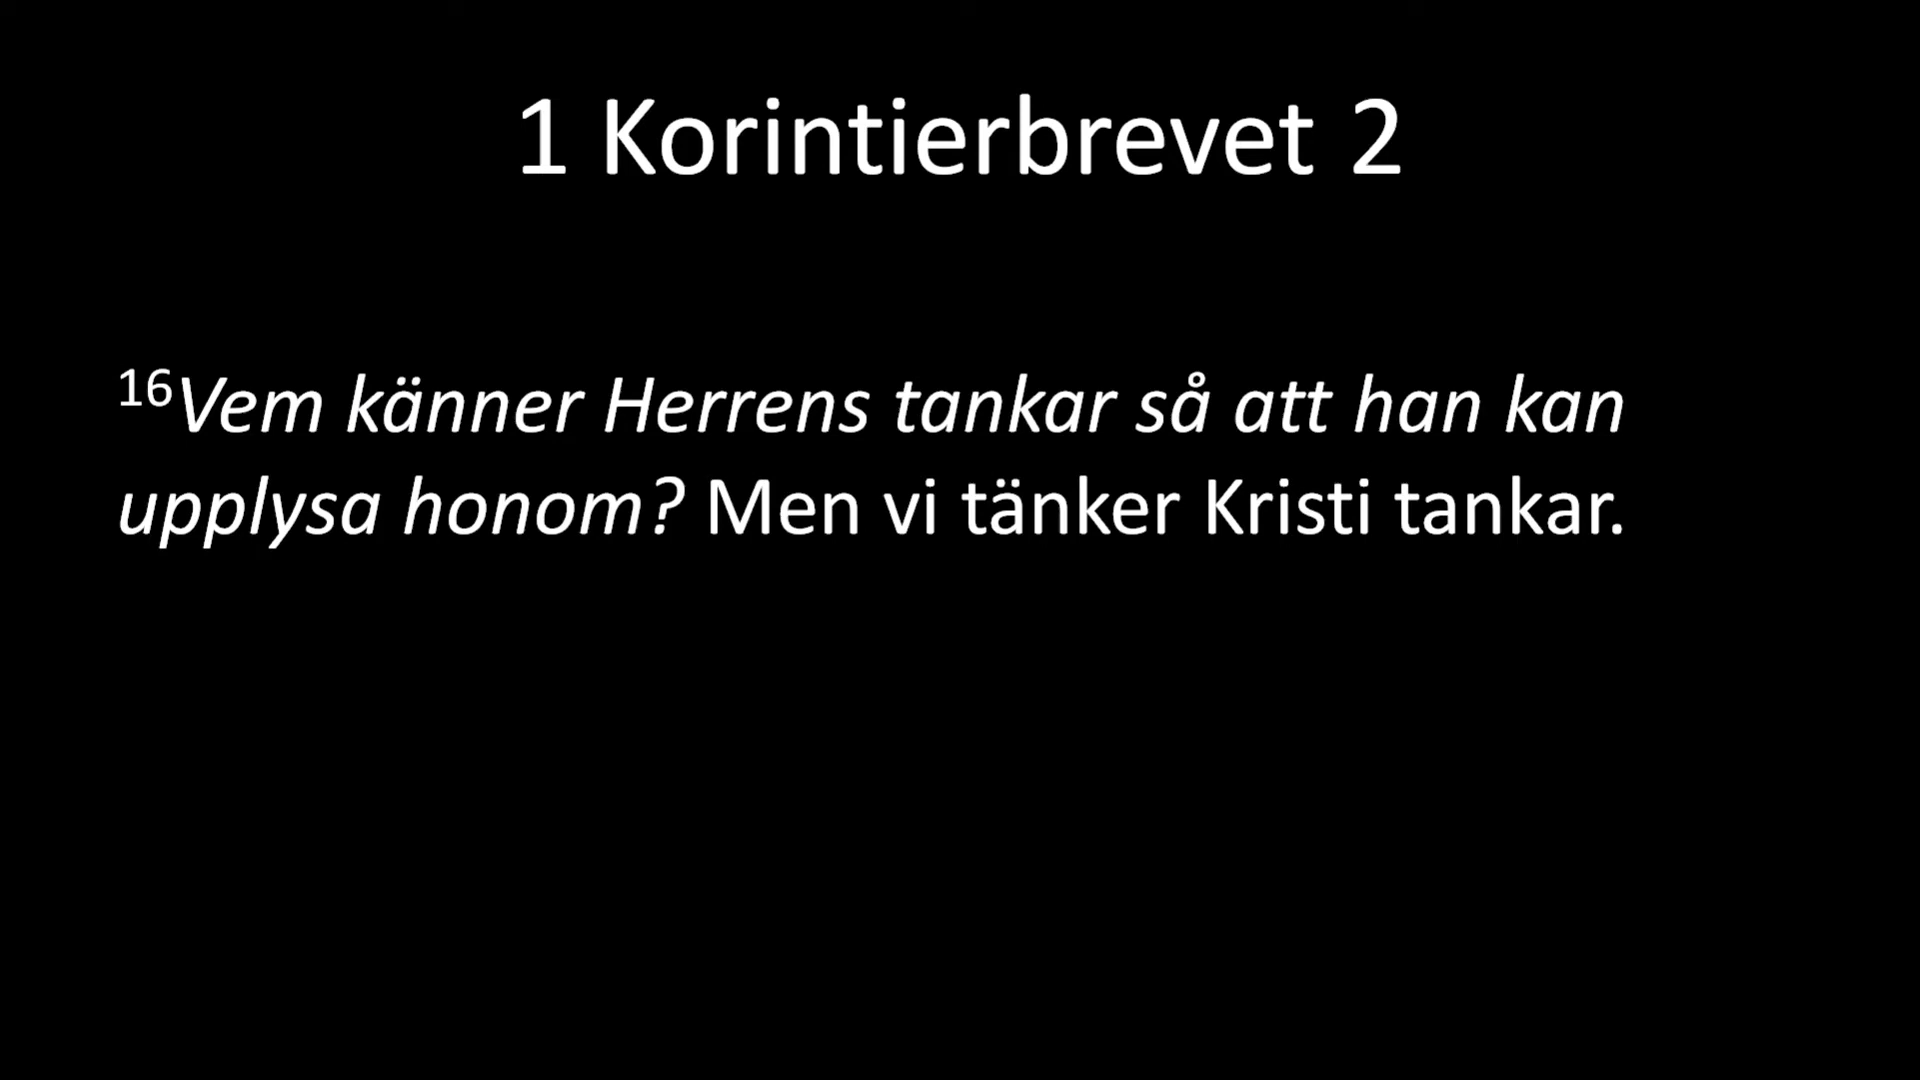 1 Korintierbrevet 2
16Vem känner Herrens tankar så att han kan
upplysa honom? Men vi tänker Kristi tankar.